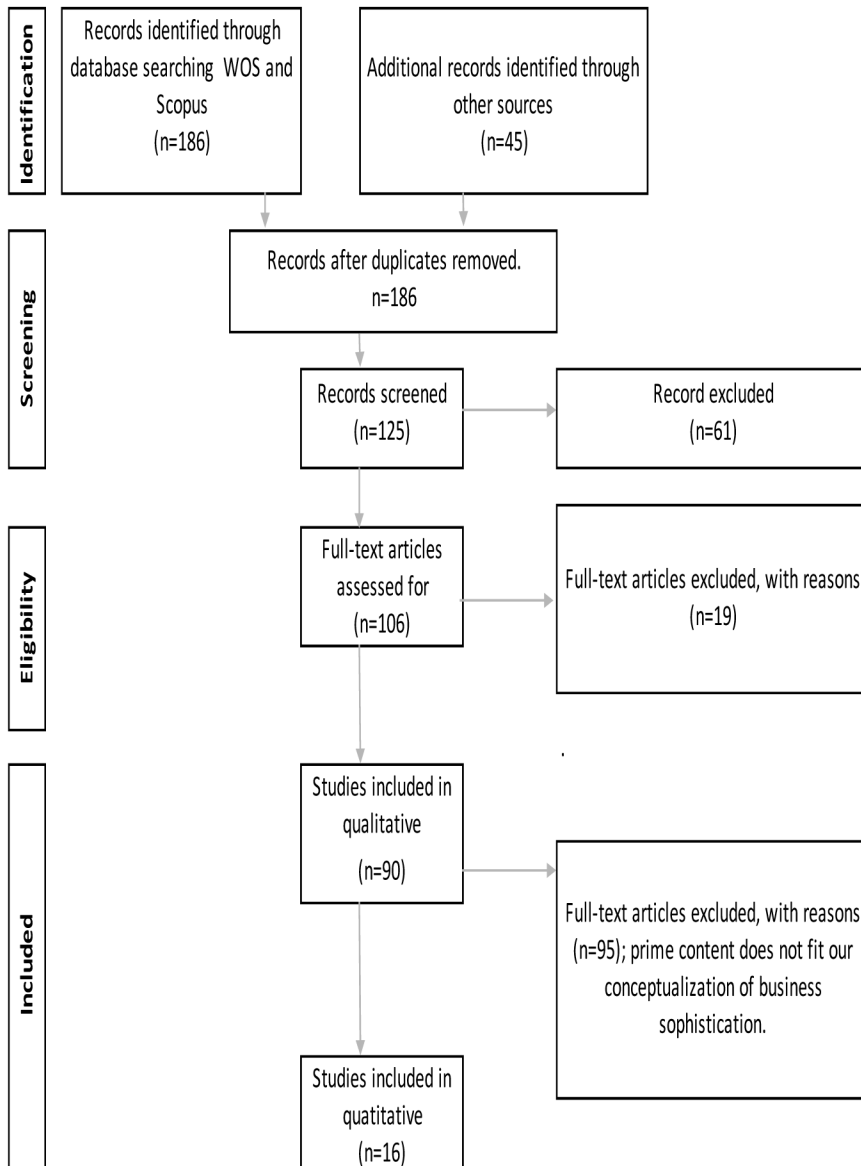 Identification
Records identified through
database searching WOS and
Scopus
(n=186)
Additional records identified through
other sources
(n=45)
Screening
Records after duplicates removed.
n=186
Records screened
(n=125)
Record excluded
(n=61)
Eligibility
Full-text articles
assessed for
(n=106)
Full-text articles excluded, with reasons
(n=19)
.
Included
Studies included in
qualitative
(n=90)
Full-text articles excluded, with reasons
(n=95); prime content does not fit our
conceptualization of business
sophistication.
Studies included in
quatitative
(n=16)